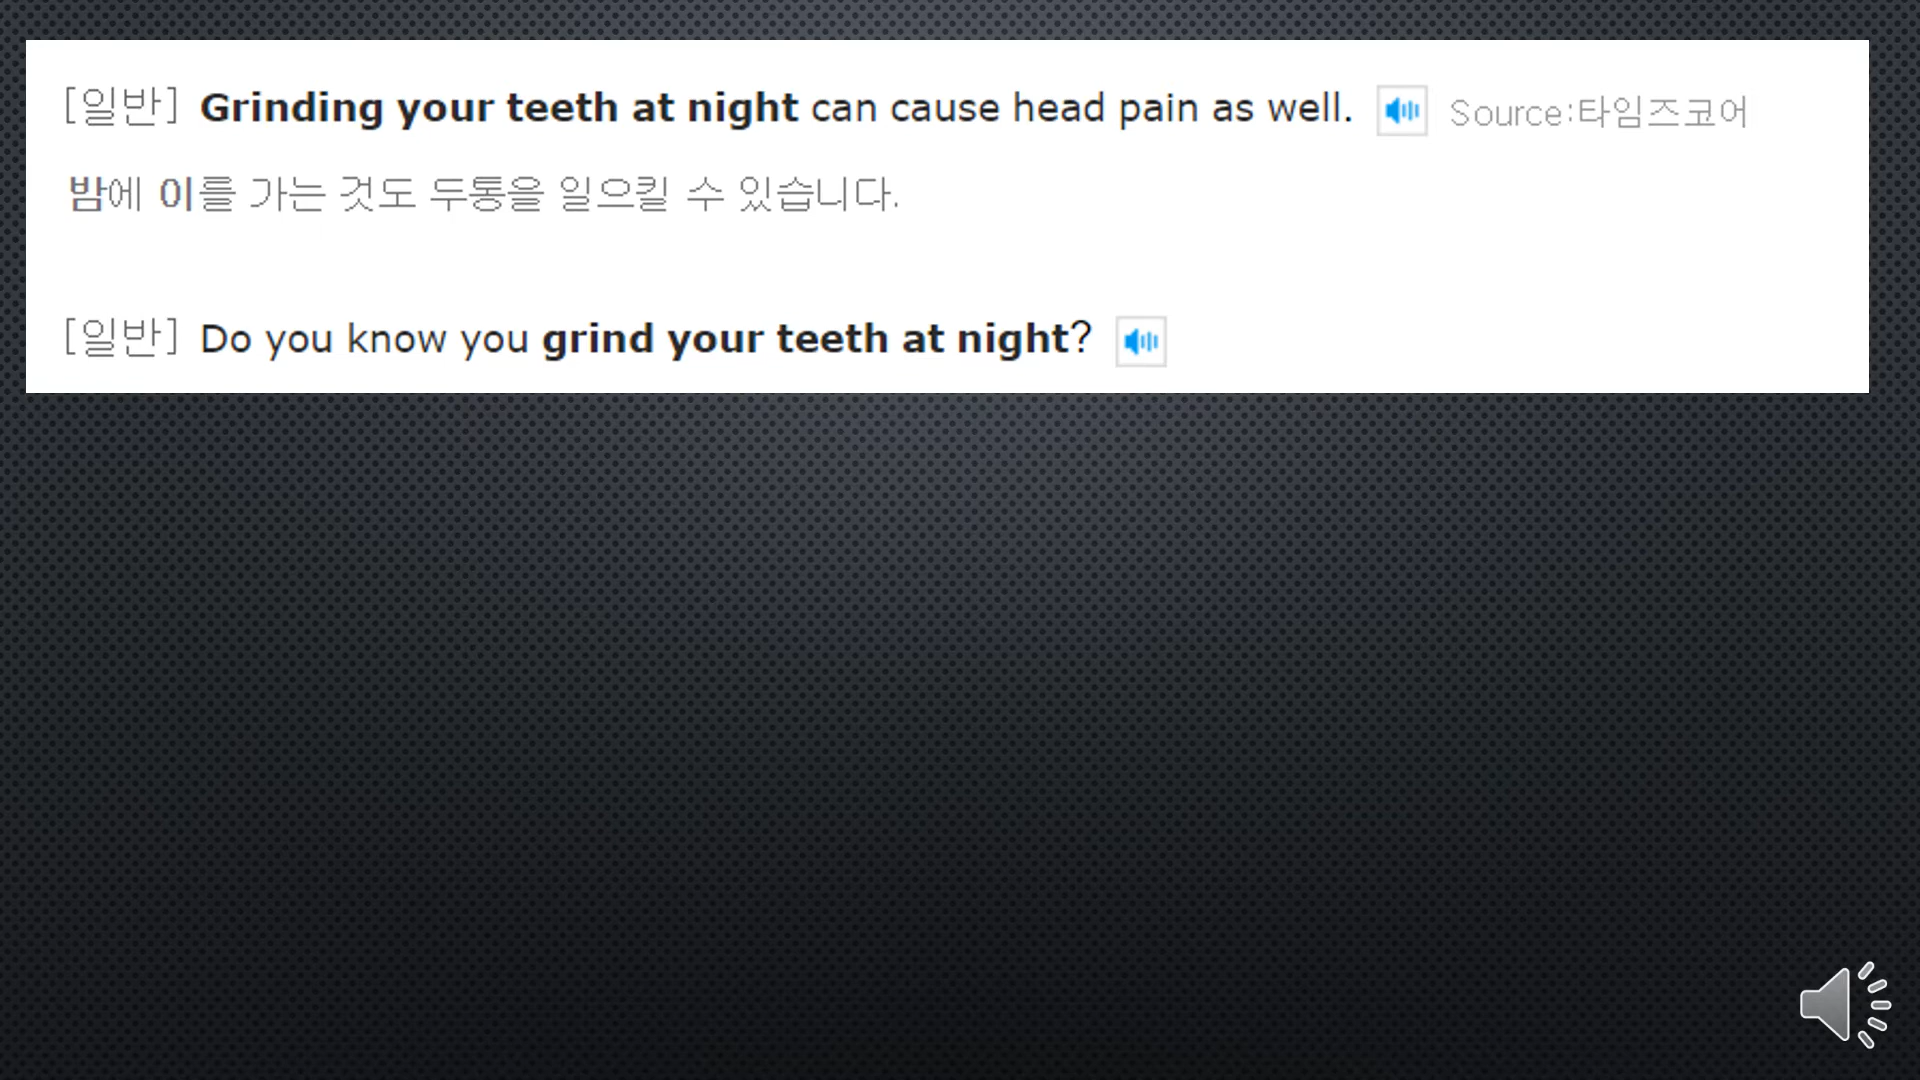 [일반] Grinding your teeth at night can cause head pain as well. Source:타임즈코어
밤에 이를 가는 것도 두통을 일으킬 수 있습니다.
[일반] Do you know you grind your teeth at night?